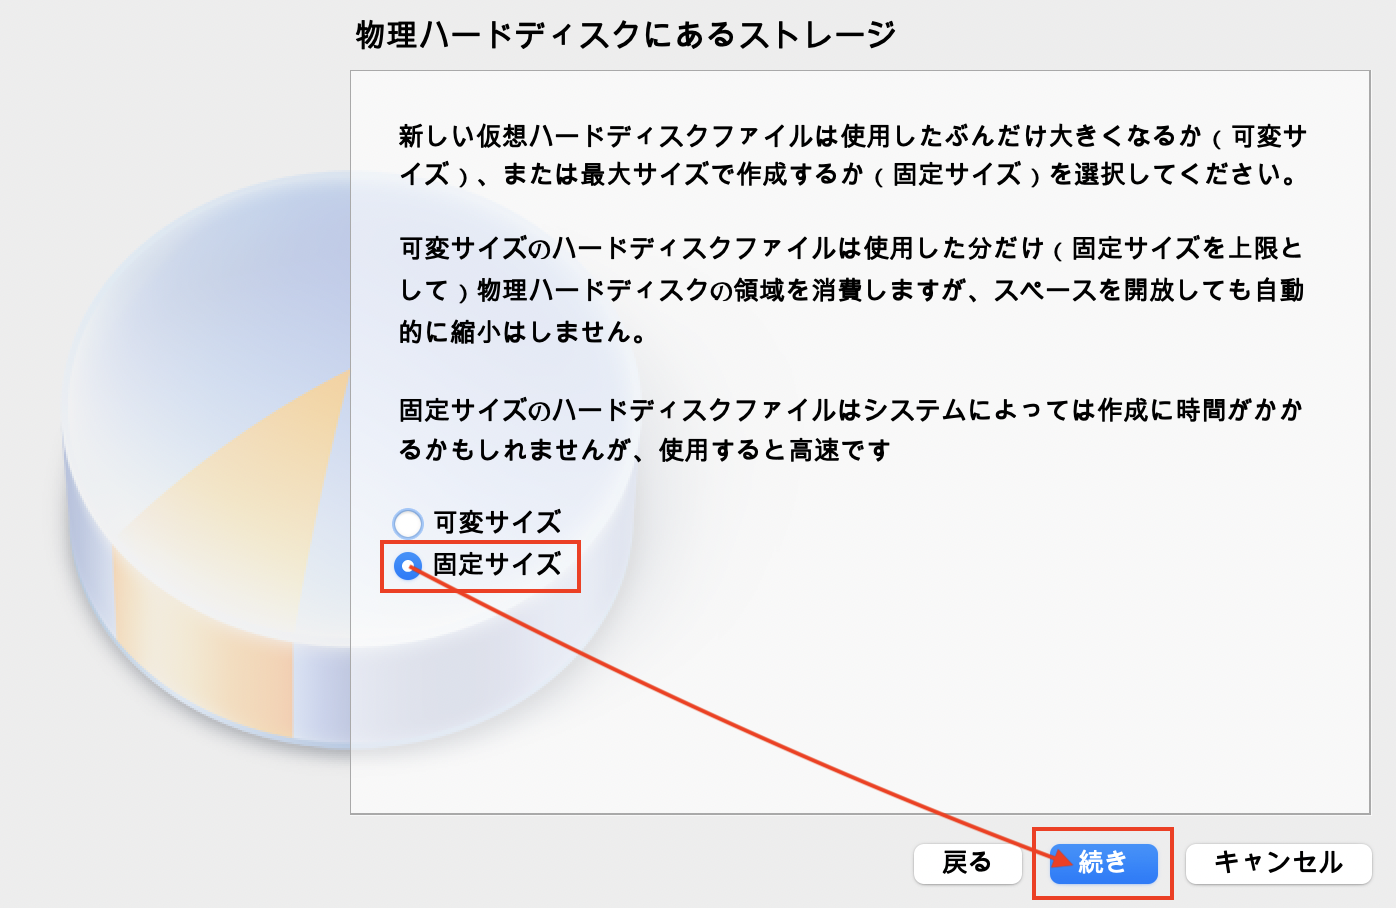 物理ハードディスクにあるストレージ
新しい仮想ハードディスクファイルは使用したぶんだけ大きくなるか(可変サ
イズ)、または最大サイズで作成するか(固定サイズ)を選択してください。
可変サイズのハードディスクファイルは使用した分だけ(固定サイズを上限と
して)物理ハードディスクの領域を消費しますが、スペースを開放しても自動
的に縮小はしません。
固定サイズのハードディスクファイルはシステムによっては作成に時間がかか
るかもしれませんが、使用すると高速です
可変サイズ
固定サイズ
戻る 続き キャンセル